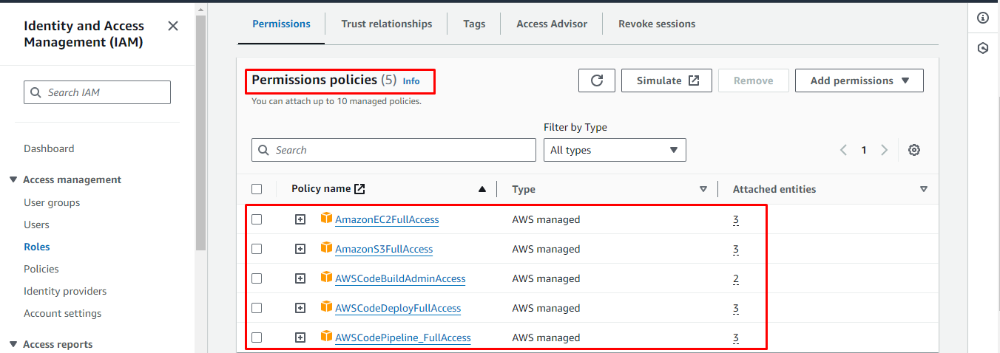 Identity and Access
Management (IAM)
Search IAM
Dashboard
Access management
User groups
Users
Roles
Policies
Identity providers
Account settings
Access reports
Permissions
Trust relationships
Tags
Access Advisor
Revoke sessions
Permissions policies (5) Info
You can attach up to 10 managed policies.
Simulate
Remove
Add permissions
Filter by Type
Search
All types
1
Policy name Type Attached entities
AmazonEC2FullAccess AWS managed 3
AmazonS3FullAccess AWS managed 3
AWSCodeBuildAdminAccess AWS managed 2
AWSCodeDeployFullAccess AWS managed 3
AWSCodePipeline_FullAccess AWS managed 3